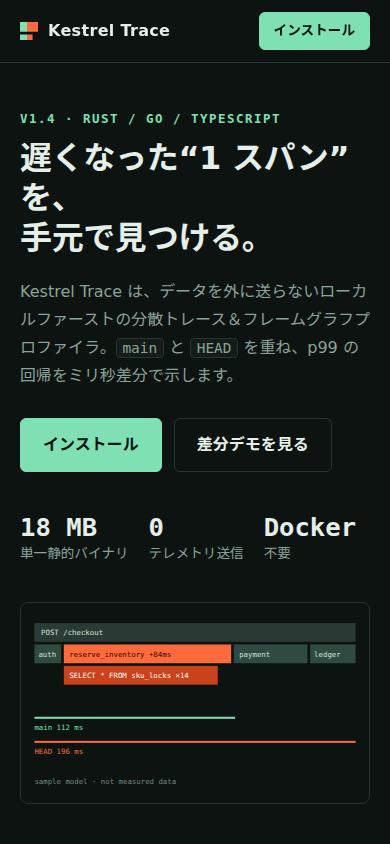 Kestrel Trace
インストール
V1.4 · RUST / GO / TYPESCRIPT
遅くなった“1 スパン”
を、
手元で見つける。
Kestrel Trace は、データを外に送らないローカ
ルファーストの分散トレース＆フレームグラフプ
ロファイラ。 main と HEAD を重ね、p99 の
回帰をミリ秒差分で示します。
インストール
差分デモを見る
18 MB
単一静的バイナリ
0
テレメトリ送信
Docker
不要
POST /checkout
auth
reserve_inventory +84ms
payment
ledger
SELECT * FROM sku_locks ×14
main 112 ms
HEAD 196 ms
sample model · not measured data